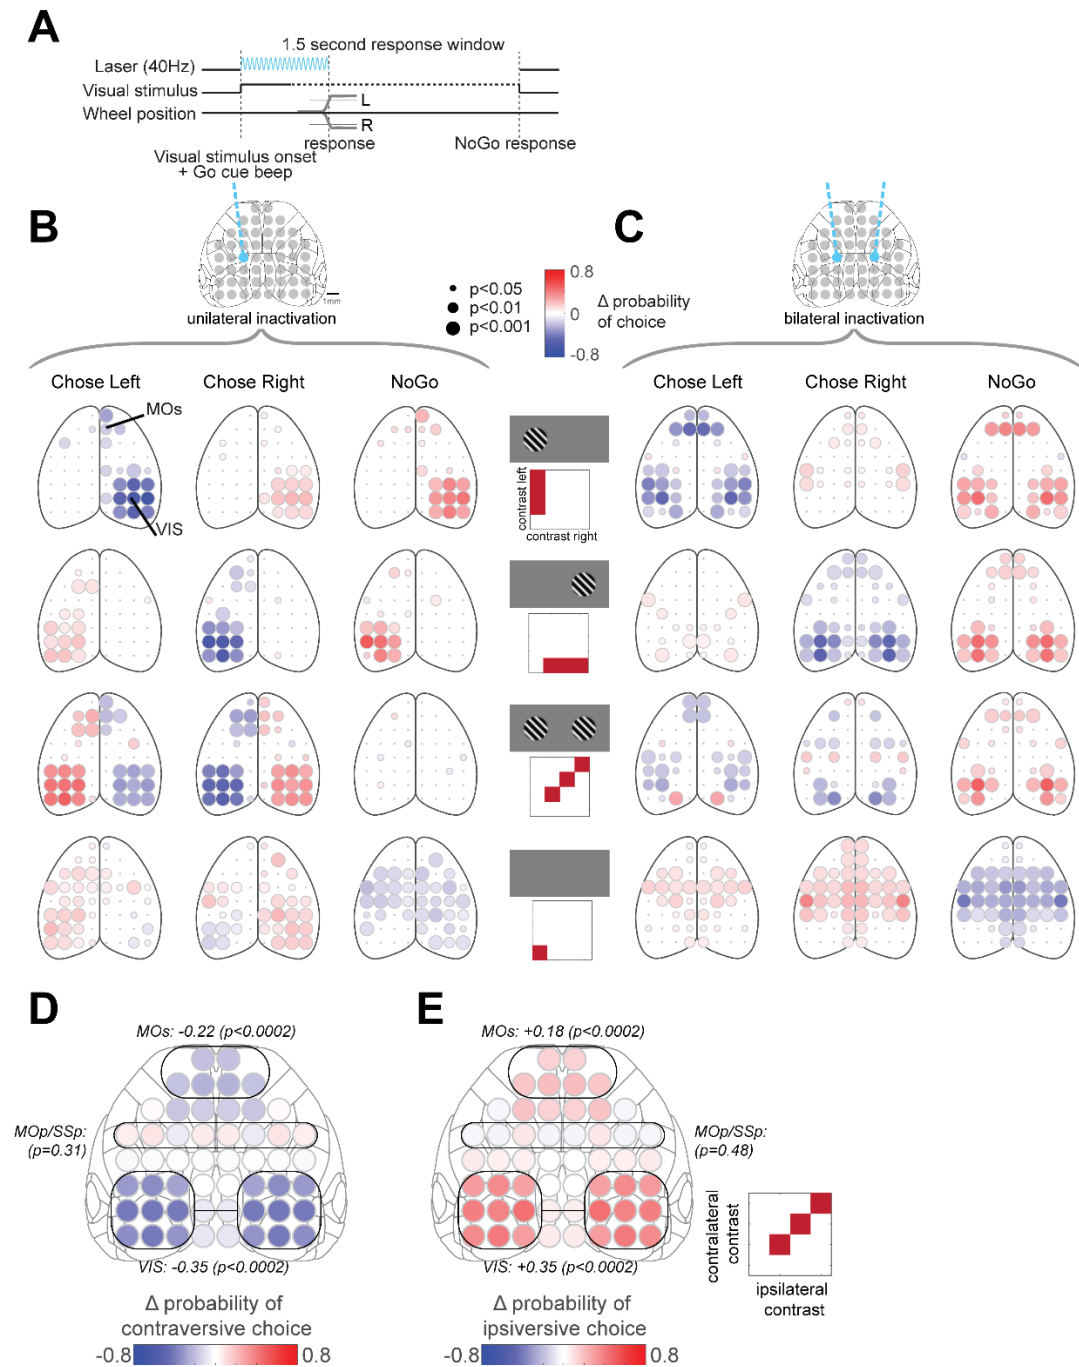 A
1.5 second response window
Laser (40Hz)
Visual stimulus
Wheel position
L
R
response
NoGo response
Visual stimulus onset
+ Go cue beep
B
1mm
unilateral inactivation
p<0.05
p<0.01
p<0.001
0.8
0
-0.8
Δ probability
of choice
C
bilateral inactivation
Chose Left
Chose Right
NoGo
MOs
VIS
contrast left
contrast right
Chose Left
Chose Right
NoGo
D
MOs: -0.22 (p<0.0002)
MOp/SSp:
(p=0.31)
VIS: -0.35 (p<0.0002)
Δ probability of
contraversive choice
-0.8
0.8
E
MOs: +0.18 (p<0.0002)
MOp/SSp:
(p=0.48)
VIS: +0.35 (p<0.0002)
Δ probability of
ipsiversive choice
-0.8
0.8
contralateral
contrast
ipsilateral
contrast